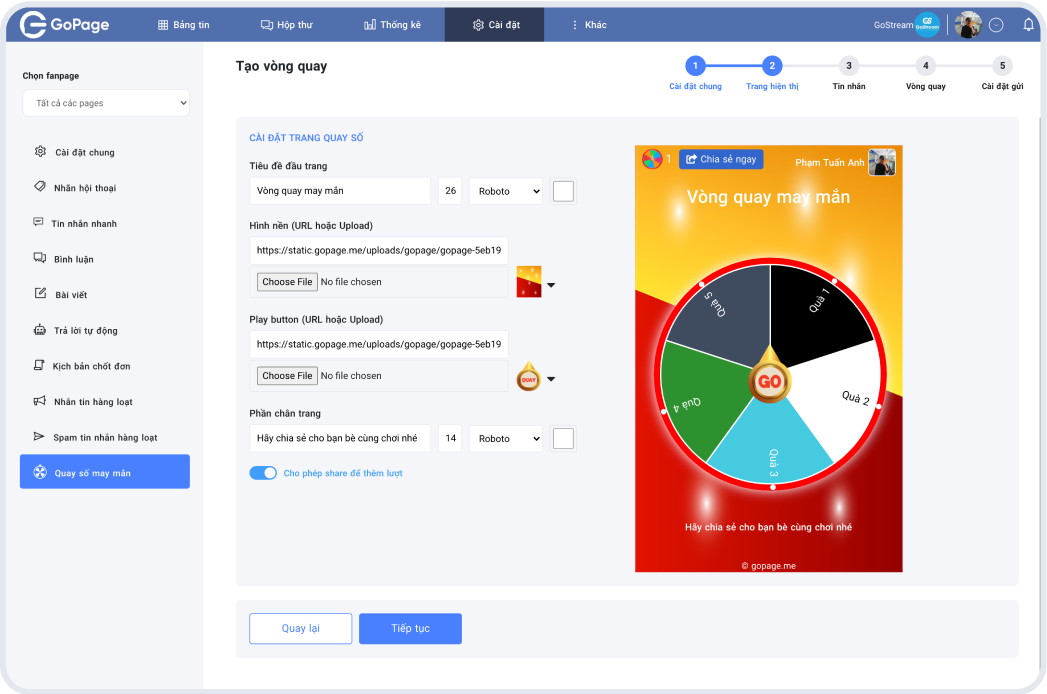 GoPage
Bảng tin
Hộp thư
Thống kê
Cài đặt
Khác
GoStream
GoStream
Chọn fanpage
Tất cả các pages
Cài đặt chung
Nhãn hội thoại
Tin nhắn nhanh
Bình luận
Bài viết
Trả lời tự động
Kịch bản chốt đơn
Nhắn tin hàng loạt
Spam tin nhắn hàng loạt
Quay số may mắn
Tạo vòng quay
1
2
3
4
5
Cài đặt chung
Trang hiện thị
Tin nhắn
Vòng quay
Cài đặt gửi
CÀI ĐẶT TRANG QUAY SỐ
Tiêu đề đầu trang
Vòng quay may mắn
26
Roboto
Hình nền (URL hoặc Upload)
https://static.gopage.me/uploads/gopage/gopage-5eb19
Choose File No file chosen
Play button (URL hoặc Upload)
https://static.gopage.me/uploads/gopage/gopage-5eb19
Choose File No file chosen
QUAY
Phần chân trang
Hãy chia sẻ cho bạn bè cùng chơi nhé
14
Roboto
Cho phép share để thêm lượt
1
Chia sẻ ngay
Phạm Tuấn Anh
Vòng quay may mắn
Quà 5
Quà 1
GO
Quà 2
Quà 4
Quà 3
Hãy chia sẻ cho bạn bè cùng chơi nhé
© gopage.me
Quay lại
Tiếp tục